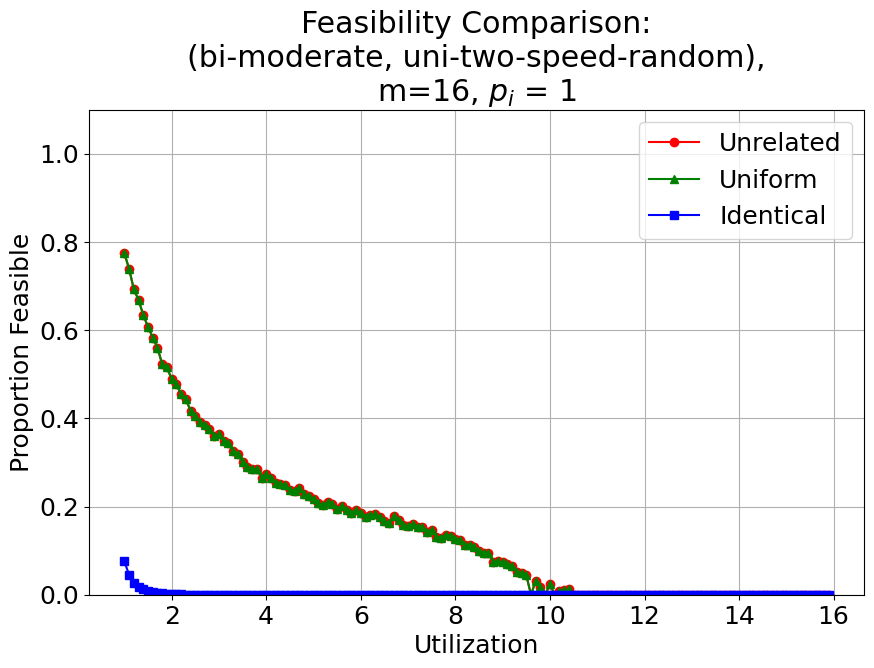 Feasibility Comparison:
(bi-moderate, uni-two-speed-random),
m=16, $p_i$ = 1
Unrelated
Uniform
Identical
Proportion Feasible
1.0
0.8
0.6
0.4
0.2
0.0
2 4 6 8 10 12 14 16
Utilization